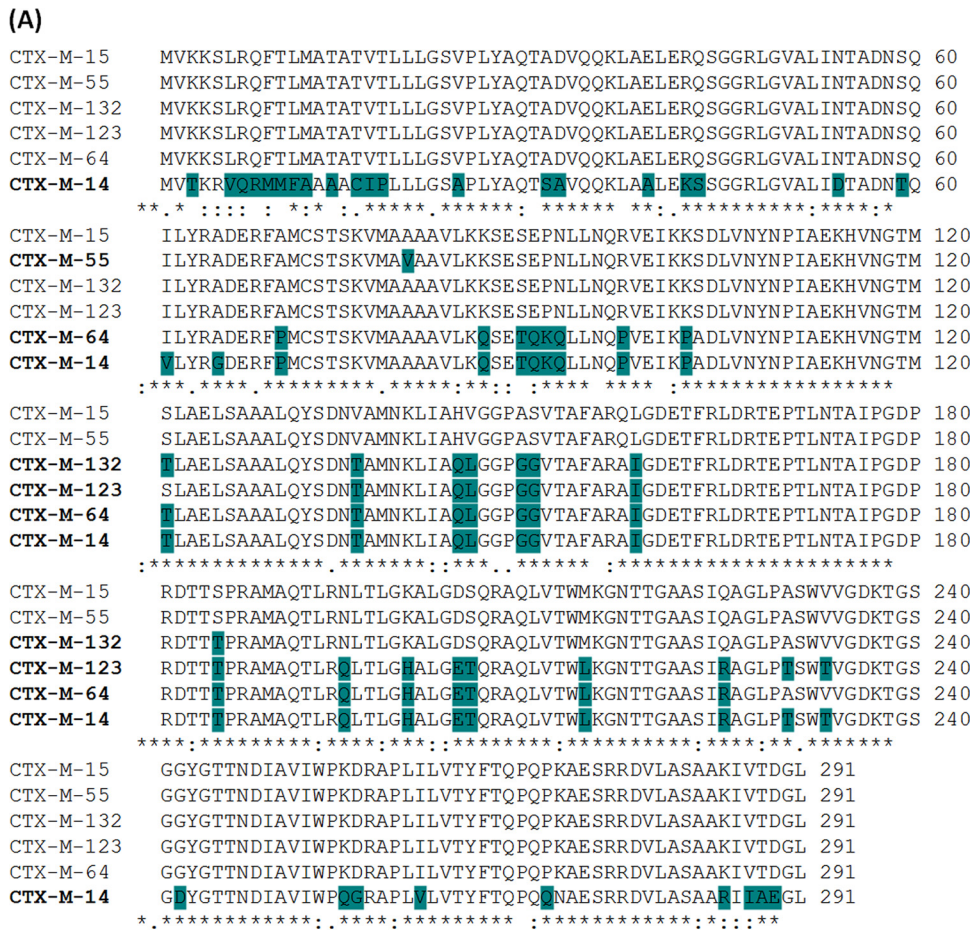 (A)
CTX-M-15 MVKKSLRQFTLMATATVTLLLGSVPLYAQTADVQQKLAELERQSGGRLGVALINTADNSQ 60
CTX-M-55 MVKKSLRQFTLMATATVTLLLGSVPLYAQTADVQQKLAELERQSGGRLGVALINTADNSQ 60
CTX-M-132 MVKKSLRQFTLMATATVTLLLGSVPLYAQTADVQQKLAELERQSGGRLGVALINTADNSQ 60
CTX-M-123 MVKKSLRQFTLMATATVTLLLGSVPLYAQTADVQQKLAELERQSGGRLGVALINTADNSQ 60
CTX-M-64 MVKKSLRQFTLMATATVTLLLGSVPLYAQTADVQQKLAELERQSGGRLGVALINTADNSQ 60
CTX-M-14 MVTKRVQRMMFAAAACIPLLLGSAPLYAQTSAVQQKLAALEKSSGGRLGVALIDTADNTQ 60
**.* :::: : *:* :.*****.******: ****** **:.**********:****:*
CTX-M-15 ILYRADERFAMCSTSKVMAAAAVLKKSESEPNLLNQRVEIKKSDLVNYNPIAEKHVNGTM 120
CTX-M-55 ILYRADERFAMCSTSKVMAVAAVLKKSESEPNLLNQRVEIKKSDLVNYNPIAEKHVNGTM 120
CTX-M-132 ILYRADERFAMCSTSKVMAAAAVLKKSESEPNLLNQRVEIKKSDLVNYNPIAEKHVNGTM 120
CTX-M-123 ILYRADERFAMCSTSKVMAAAAVLKKSESEPNLLNQRVEIKKSDLVNYNPIAEKHVNGTM 120
CTX-M-64 ILYRADERFPMCSTSKVMAAAAVLKQSETQKQLLNQPVEIKPADLVNYNPIAEKHVNGTM 120
CTX-M-14 VLYRGDERFPMCSTSKVMAAAAVLKQSETQKQLLNQPVEIKPADLVNYNPIAEKHVNGTM 120
:***.****.*********.*****:**:: :**** **** :*****************
CTX-M-15 SLAELSAAALQYSDNVAMNKLIAHVGGPASVTAFARQLGDETFRLDRTEPTLNTAIPGDP 180
CTX-M-55 SLAELSAAALQYSDNVAMNKLIAHVGGPASVTAFARQLGDETFRLDRTEPTLNTAIPGDP 180
CTX-M-132 TLAELSAAALQYSDNTAMNKLIAQLGGPGGVTAFARAIGDETFRLDRTEPTLNTAIPGDP 180
CTX-M-123 SLAELSAAALQYSDNTAMNKLIAQLGGPGGVTAFARAIGDETFRLDRTEPTLNTAIPGDP 180
CTX-M-64 TLAELSAAALQYSDNTAMNKLIAQLGGPGGVTAFARAIGDETFRLDRTEPTLNTAIPGDP 180
CTX-M-14 TLAELSAAALQYSDNTAMNKLIAQLGGPGGVTAFARAIGDETFRLDRTEPTLNTAIPGDP 180
:**************.*******::***..****** :**********************
CTX-M-15 RDTTSPRAMAQTLRNLTLGKALGDSQRAQLVTWMKGNTTGAASIQAGLPASWVVGDKTGS 240
CTX-M-55 RDTTSPRAMAQTLRNLTLGKALGDSQRAQLVTWMKGNTTGAASIQAGLPASWVVGDKTGS 240
CTX-M-132 RDTTTPRAMAQTLRNLTLGKALGDSQRAQLVTWMKGNTTGAASIQAGLPASWVVGDKTGS 240
CTX-M-123 RDTTTPRAMAQTLRQLTLGHALGETQRAQLVTWLKGNTTGAASIRAGLPTSWTVGDKTGS 240
CTX-M-64 RDTTTPRAMAQTLRQLTLGHALGETQRAQLVTWLKGNTTGAASIRAGLPASWVVGDKTGS 240
CTX-M-14 RDTTTPRAMAQTLRQLTLGHALGETQRAQLVTWLKGNTTGAASIRAGLPTSWTVGDKTGS 240
****:*********:****:***::********:**********:****:**.*******
CTX-M-15 GGYGTTNDIAVIWPKDRAPLILVTYFTQPQPKAESRRDVLASAAKIVTDGL 291
CTX-M-55 GGYGTTNDIAVIWPKDRAPLILVTYFTQPQPKAESRRDVLASAAKIVTDGL 291
CTX-M-132 GGYGTTNDIAVIWPKDRAPLILVTYFTQPQPKAESRRDVLASAAKIVTDGL 291
CTX-M-123 GGYGTTNDIAVIWPKDRAPLILVTYFTQPQPKAESRRDVLASAAKIVTDGL 291
CTX-M-64 GGYGTTNDIAVIWPKDRAPLILVTYFTQPQPKAESRRDVLASAAKIVTDGL 291
CTX-M-14 GDYGTTNDIAVIWPQGRAPLVLVTYFTQPQQNAESRRDVLASAARIIAEGL 291
*.************:.****:********* :************:*::***